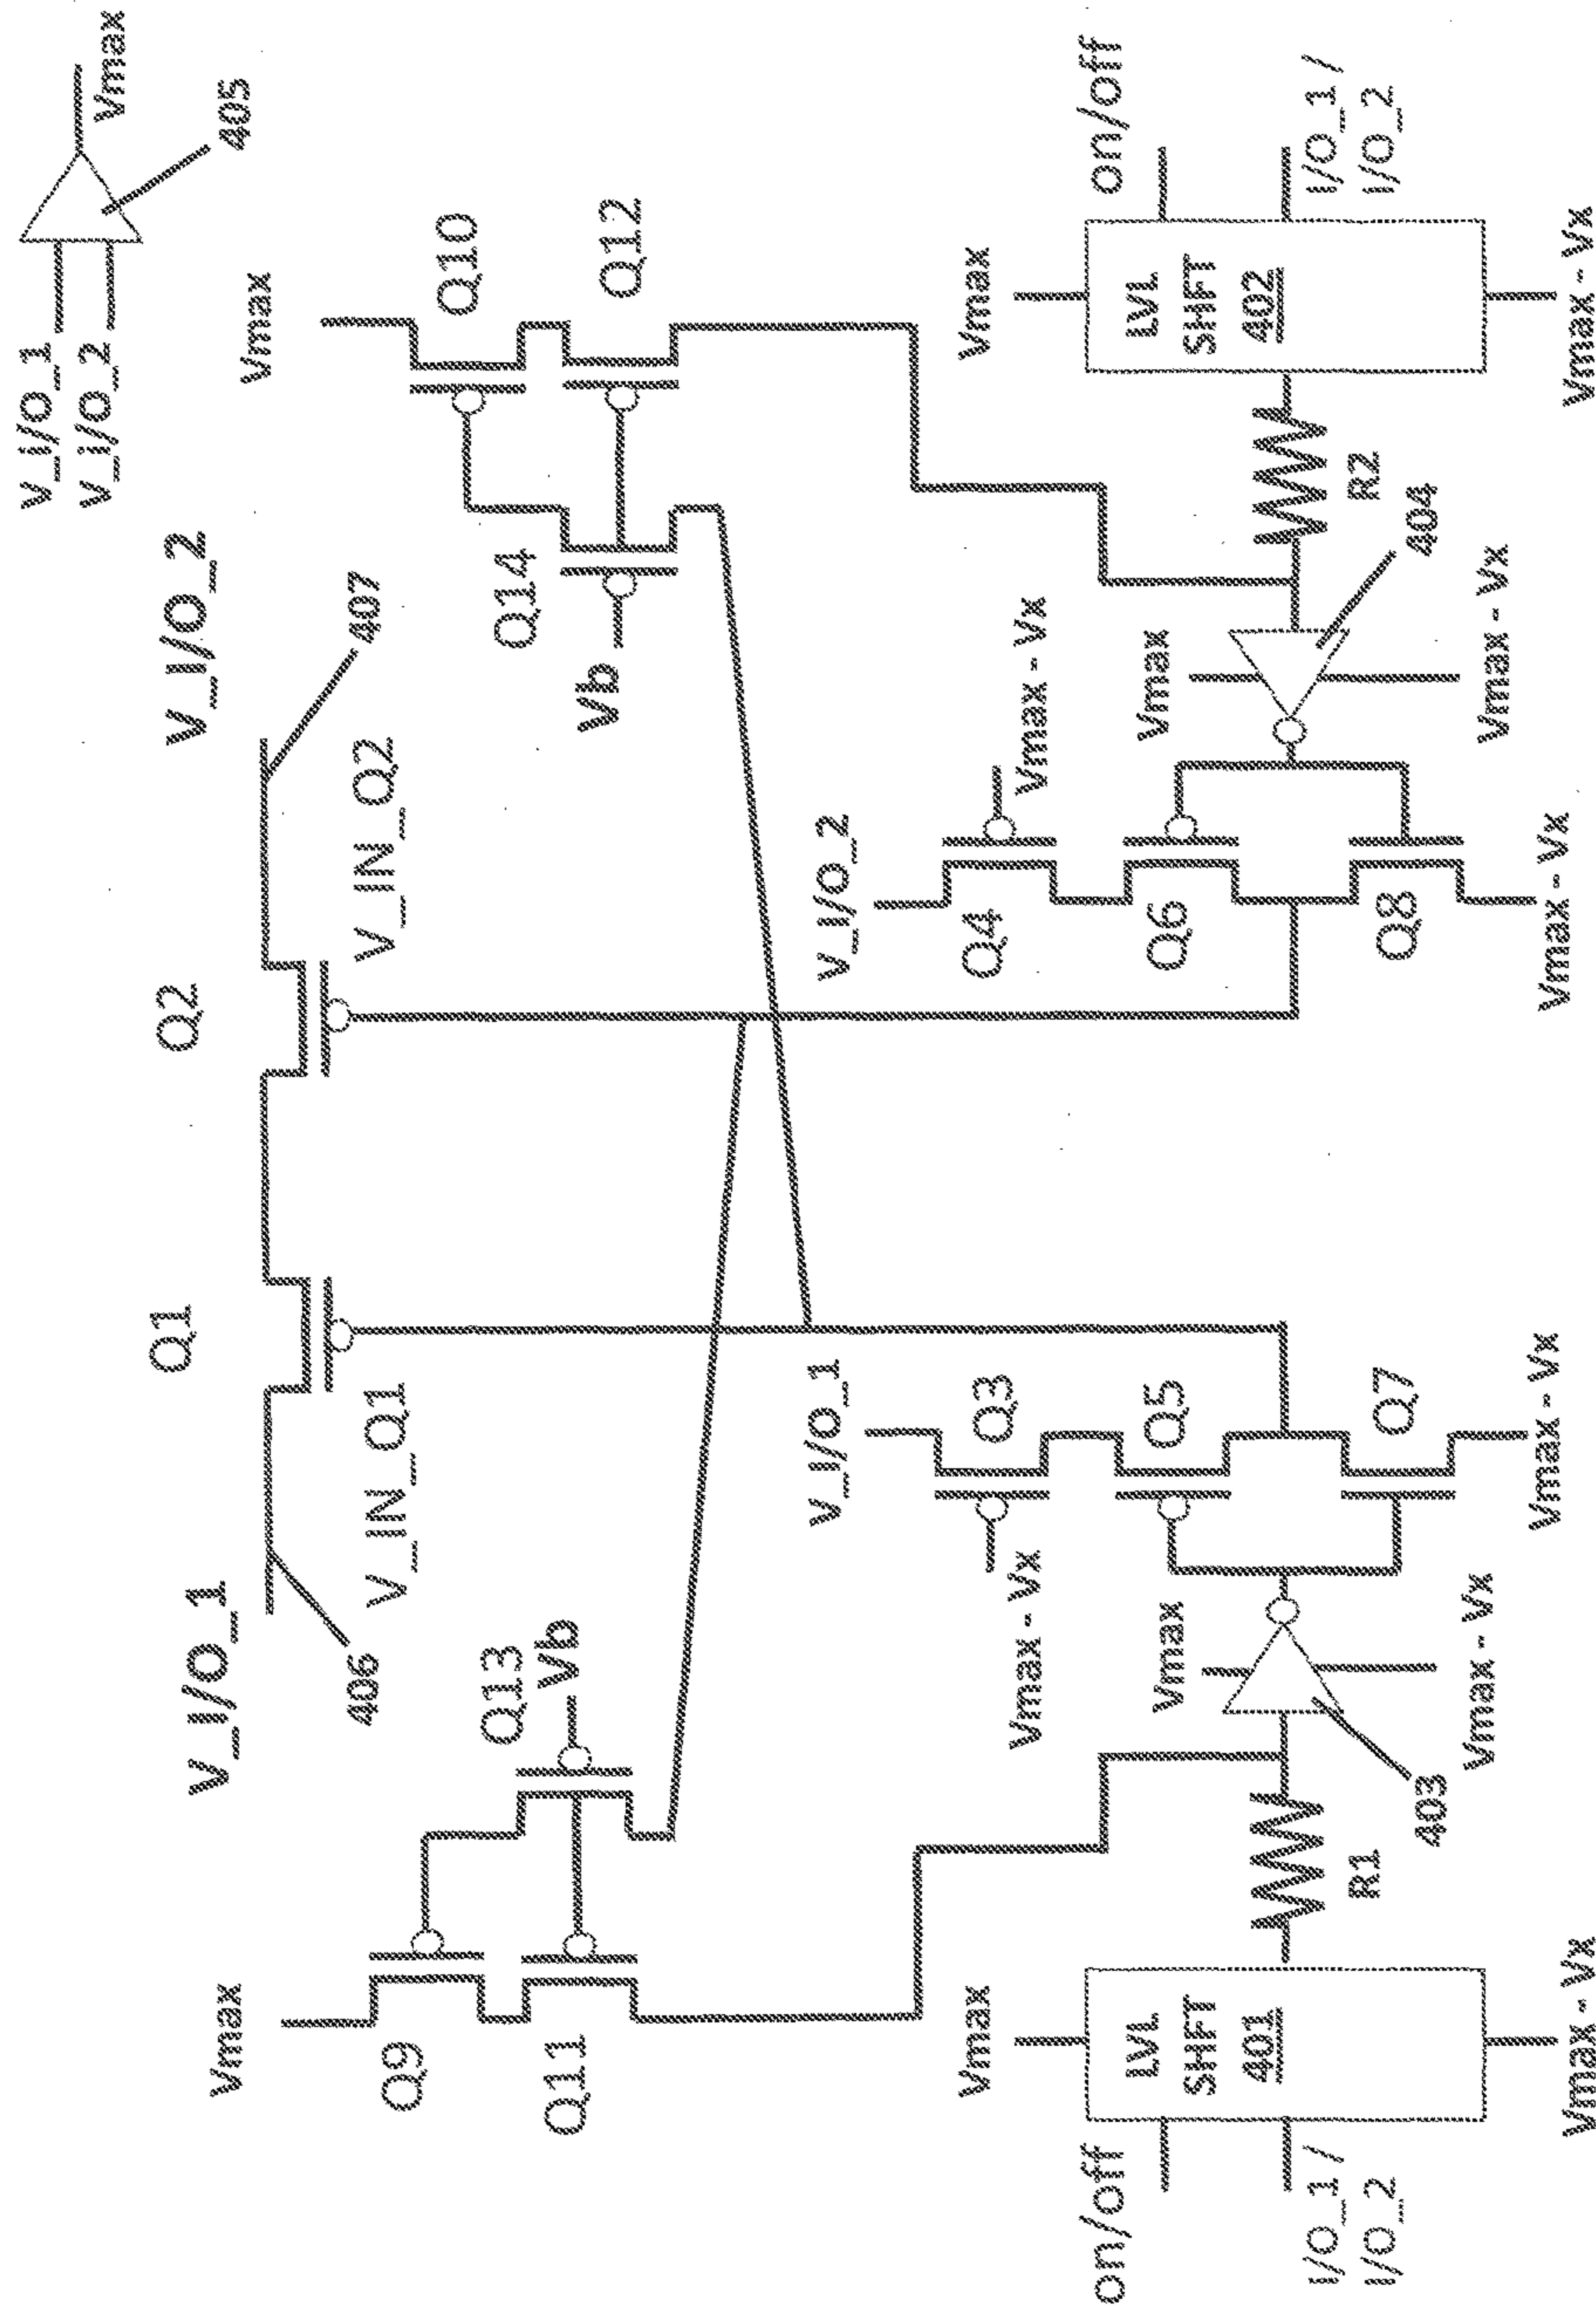 V_I/O_1
V_I/O_2
Vmax
405
V_I/O_1
406
V_IN_Q1
Q1
Q2
V_I/O_2
407
V_IN_Q2
Vmax
Q9
Q11
Q13
Vb
Vmax
Q10
Q12
Q14
Vb
V_I/O_1
Q3
Vmax - Vx
Q5
Q7
Vmax - Vx
V_I/O_2
Q4
Vmax - Vx
Q6
Q8
Vmax - Vx
on/off
I/O_1 /
I/O_2
Vmax
LVL
SHFT
401
Vmax - Vx
R1
Vmax
403
Vmax - Vx
Vmax
404
Vmax - Vx
R2
Vmax
LVL
SHFT
402
Vmax - Vx
on/off
I/O_1 /
I/O_2